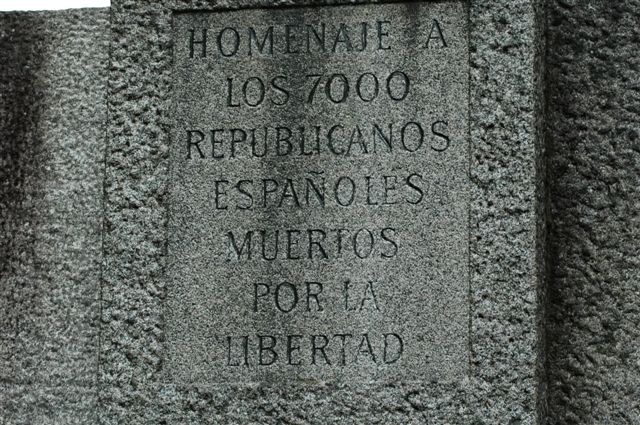 HOMENAJE A
LOS 7000
REPUBLICANOS
ESPAÑOLES
MUERTOS
POR LA
LIBERTAD